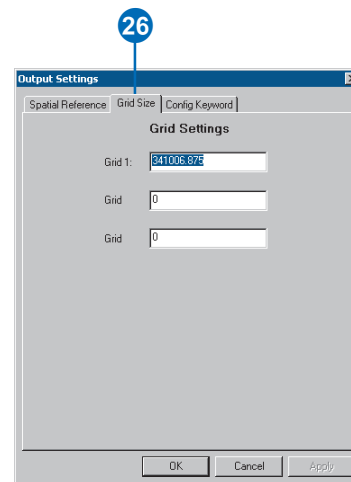 26
Output Settings
Spatial Reference Grid Size Config Keyword
Grid Settings
Grid 1: 341006.875
Grid 0
Grid 0
OK Cancel Apply